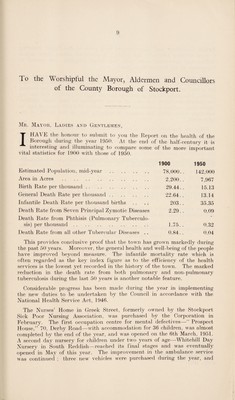 9
To the Worshipful the Mayor, Aldermen and Councillors
of the County Borough of Stockport.
Mr. Mayor, Ladies and Gentlemen,
I HAVE the honour to submit to you the Report on the health of the
Borough during the year 1950. At the end of the half-century it is
interesting and illuminating to compare some of the more important
vital statistics for 1900 with those of 1950.
1900 1950
Estimated Population, mid-year .. .. .. 78,000.. 142,000
Area in Acres .. .. .. .. 2,200.. 7,967
Birth Rate per thousand .. .. .. .. 29.44.. 15.13
General Death Rate per thousand .. .. .. 22.64.. 13.14
Infantile Death Rate per thousand births .. .. 203.. 33.35
Death Rate from Seven Principal Zymotic Diseases 2.20.. 0.09
Death Rate from Phthisis (Pulmonary Tuberculo-
sis) per thousand .. .. .. .. 1.75.. 0.32
Death Rate from all other Tubercular Diseases .. 0.84.. 0.04
This provides conclusive proof that the town has grown markedly during
the past 50 years. Moreover, the general health and well-being of the people
have improved beyond measure. The infantile mortality rate which is
often regarded as the key index figure as to the efficiency of the health
services is the lowest yet recorded in the history of the town. The marked
reduction in the death rate from both pulmonary and non-pulmonary
tuberculosis during the last 50 years is another notable feature.
Considerable progress has been made during the year in implementing
the new duties to be undertaken by the Council in accordance with the
National Health Service Act, 1946.
The Nurses' Home in Greek Street, formerly owned by the Stockport
Sick Poor Nursing Association, was purchased by the Corporation in
February. The first occupation centre for mental defectives—" Prospect
House," 70, Derby Road—with accommodation for 36 children, was almost
completed by the end of the year, and was opened on the 8th March, 1951.
A second day nursery for children under two years of age—Whitehill Day
Nursery in South Reddish—reached its final stages and was eventually
opened in May of this year. The improvement in the ambulance service
was continued : three new vehicles were purchased during the year, and